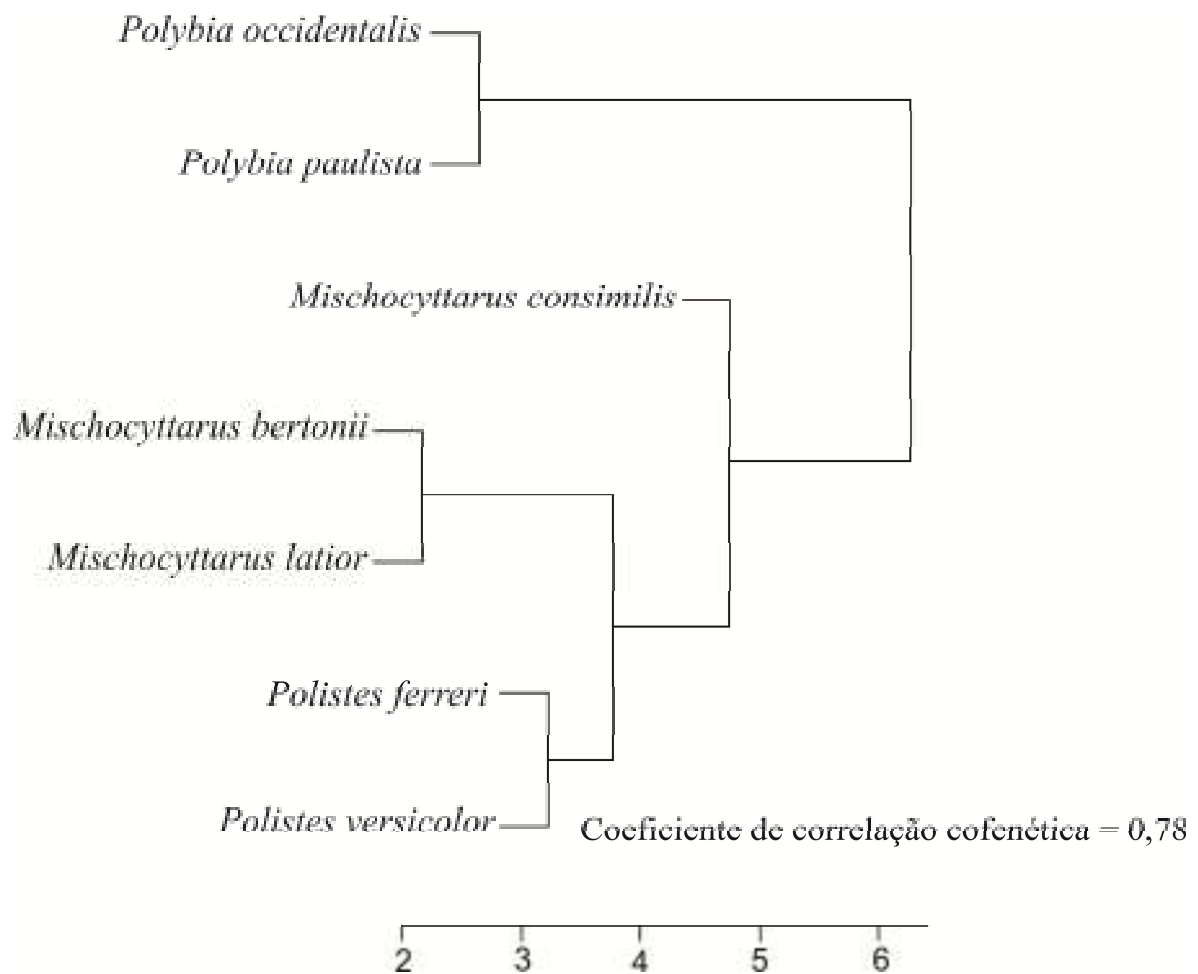 Polybia occidentalis
Polybia paulista
Mischocyttarus consimilis
Mischocyttarus bertonii
Mischocyttarus latior
Polistes ferreri
Polistes versicolor
Coeficiente de correlação cofenética = 0,78
2 3 4 5 6